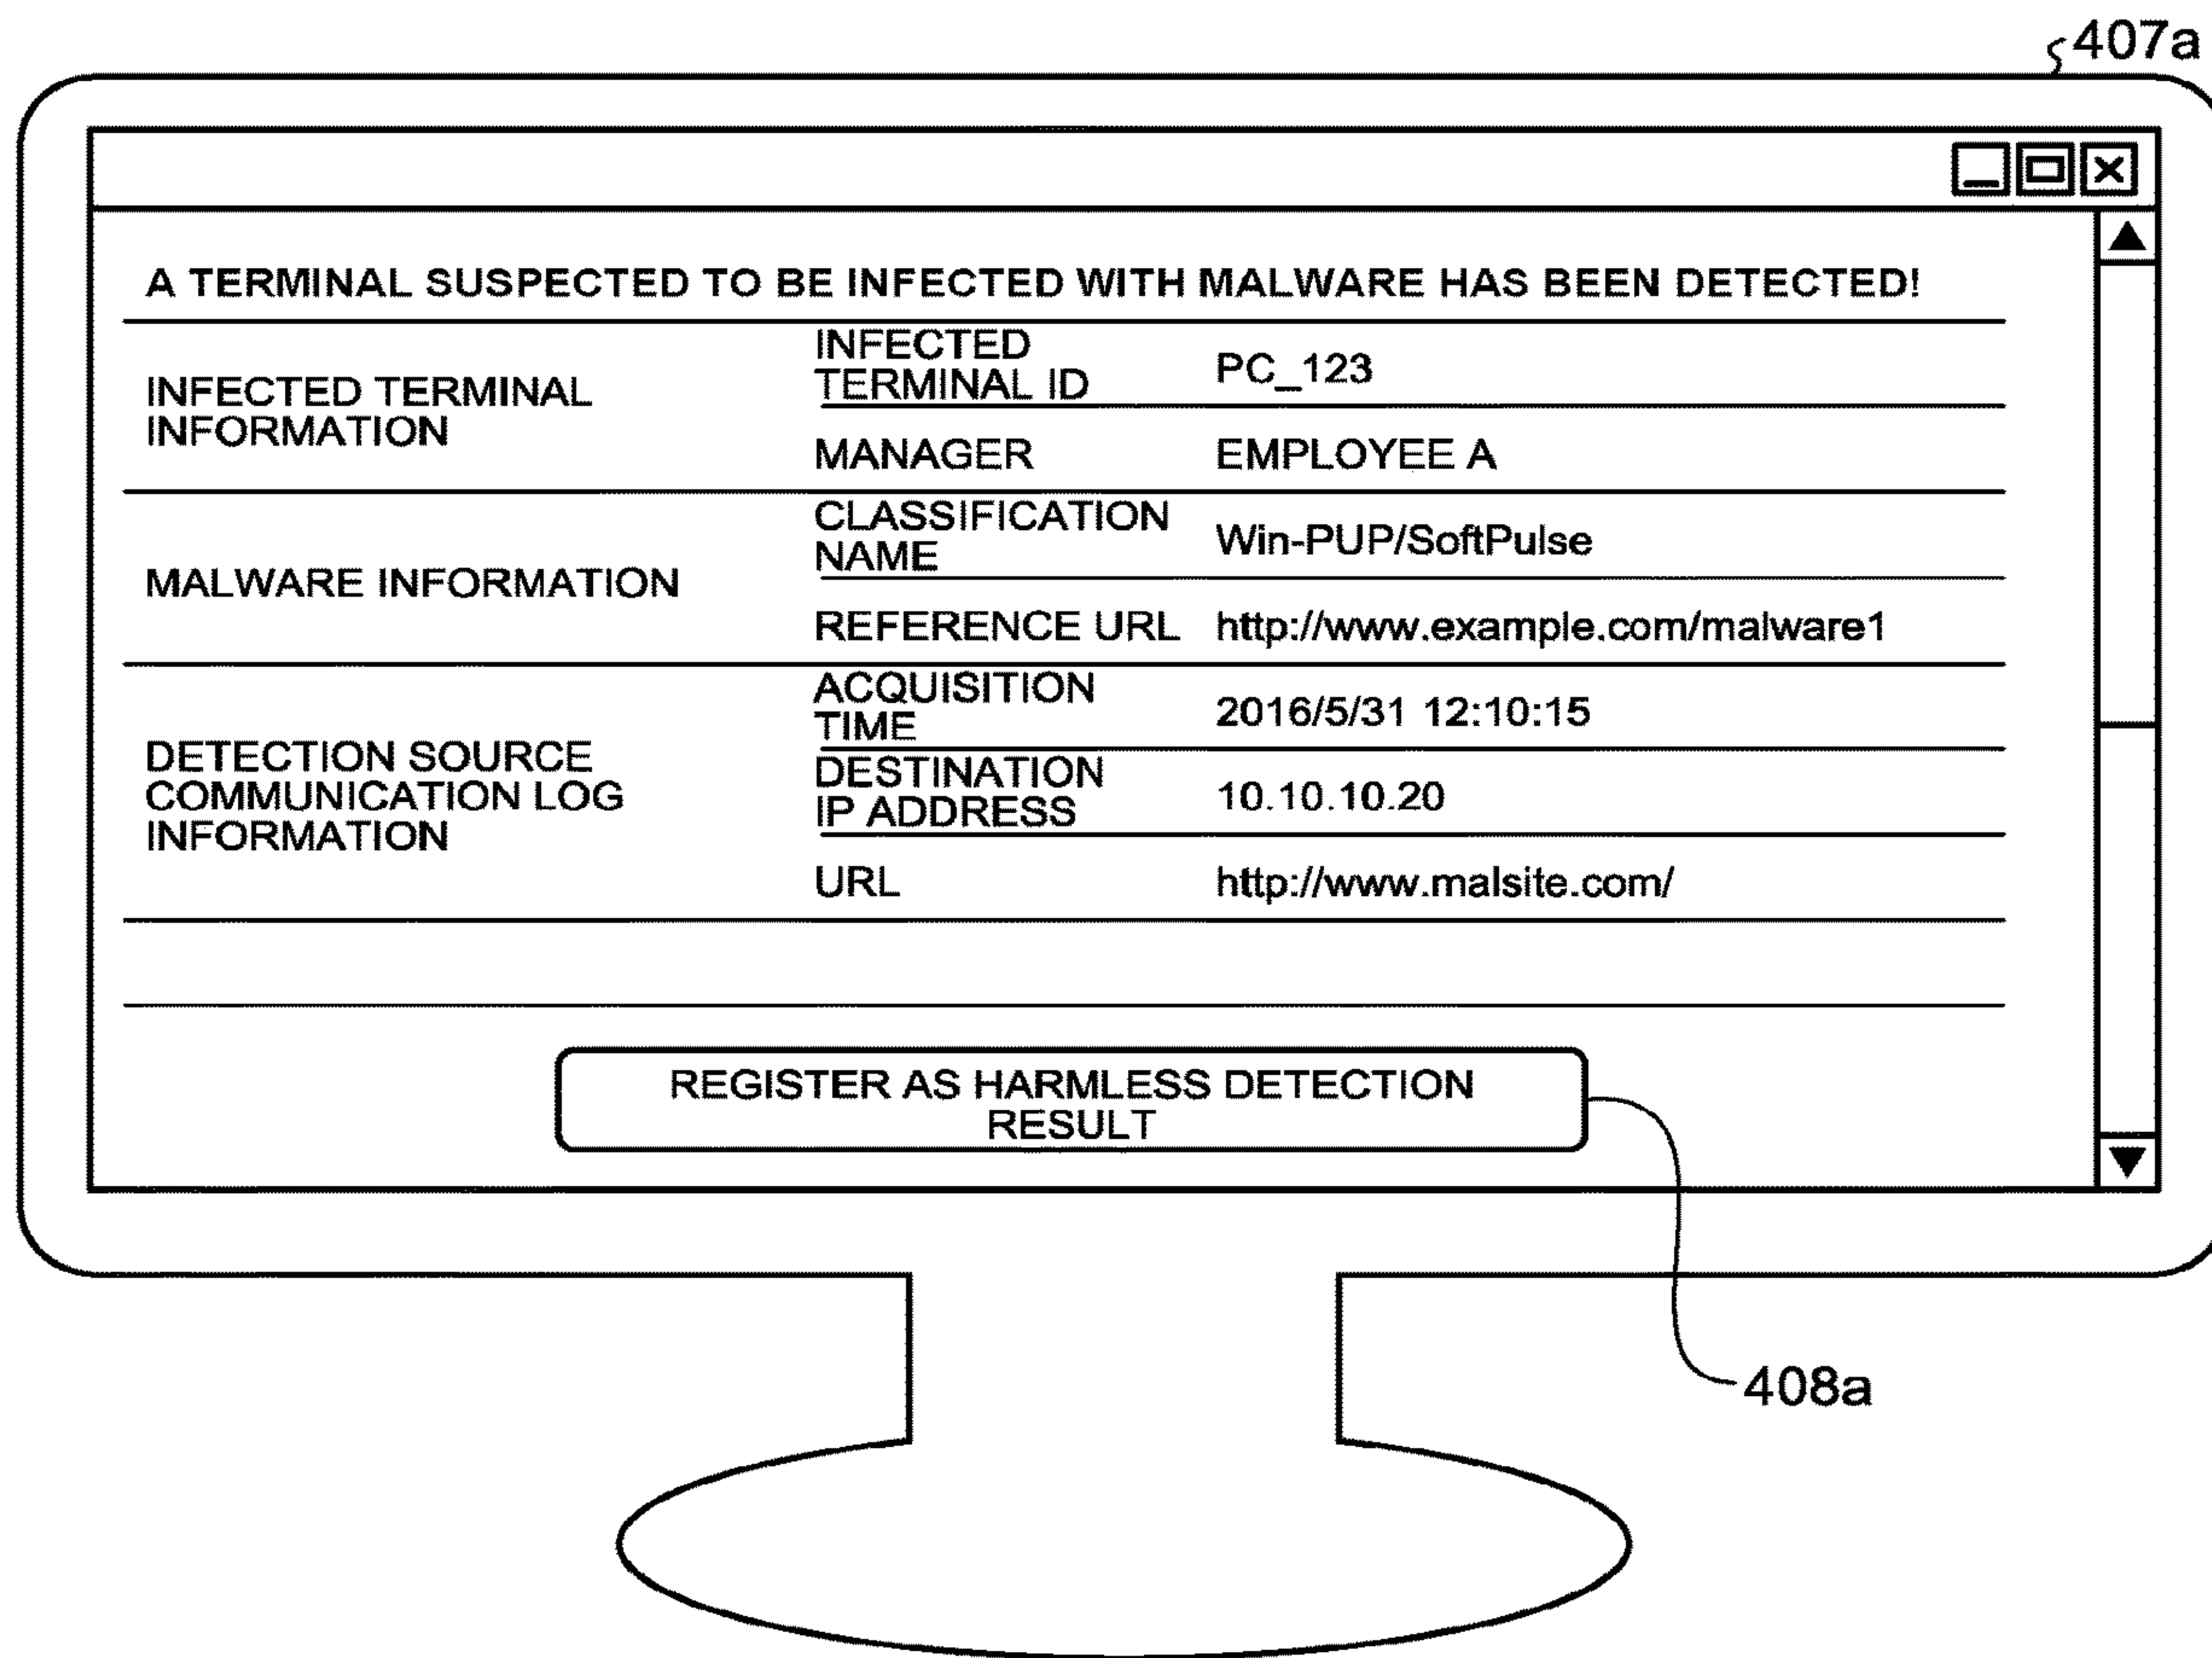 407a
A TERMINAL SUSPECTED TO BE INFECTED WITH MALWARE HAS BEEN DETECTED!
INFECTED TERMINAL
INFORMATION
INFECTED
TERMINAL ID
PC_123
MANAGER
EMPLOYEE A
MALWARE INFORMATION
CLASSIFICATION
NAME
Win-PUP/SoftPulse
REFERENCE URL
http://www.example.com/malware1
DETECTION SOURCE
COMMUNICATION LOG
INFORMATION
ACQUISITION
TIME
2016/5/31 12:10:15
DESTINATION
IP ADDRESS
10.10.10.20
URL
http://www.malsite.com/
REGISTER AS HARMLESS DETECTION
RESULT
408a